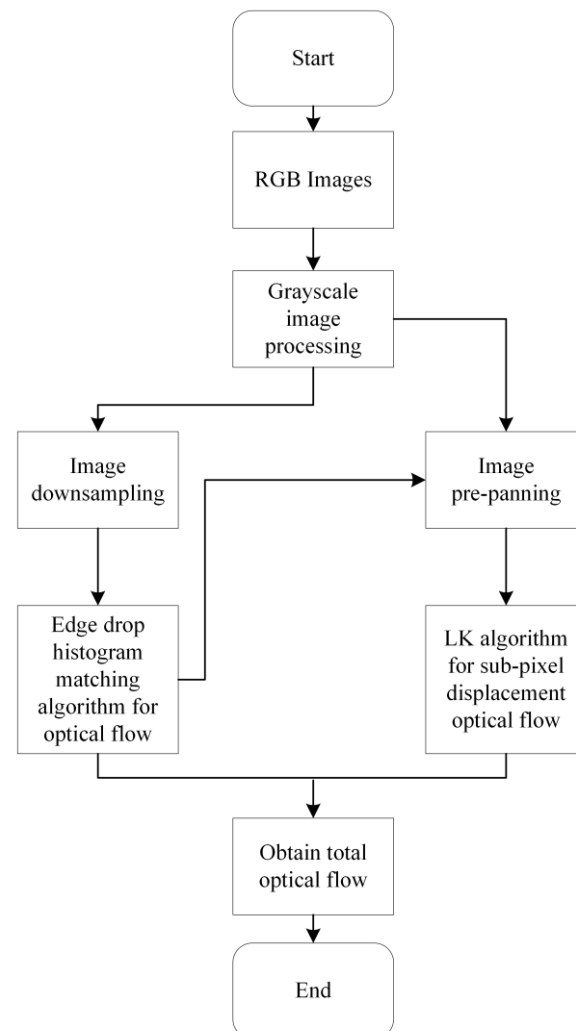 Start
RGB Images
Grayscale
image
processing
Image
downsampling
Image
pre-panning
Edge drop
histogram
matching
algorithm for
optical flow
LK algorithm
for sub-pixel
displacement
optical flow
Obtain total
optical flow
End